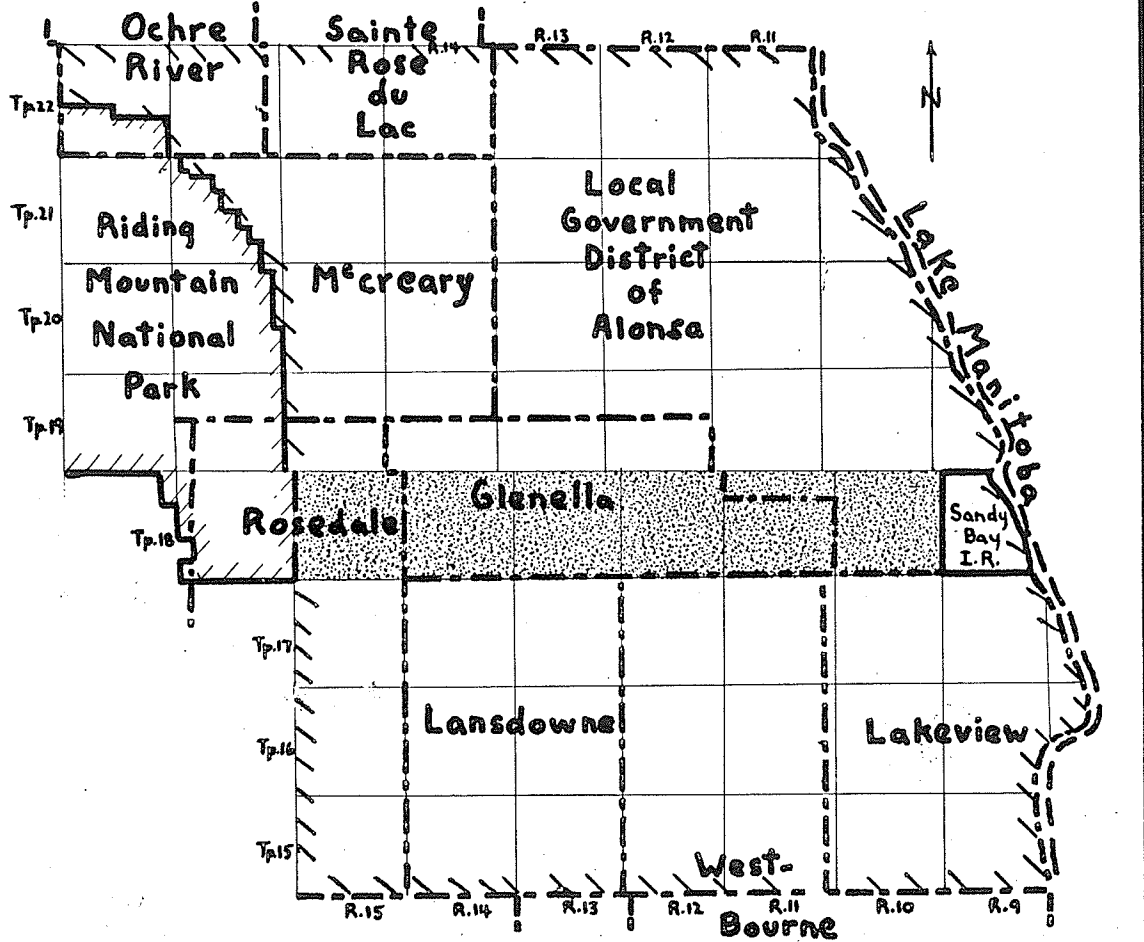 Ochre
River
Sainte
Rose
du
Lac
R.14
R.13
R.12
R.11
N
Tp.22
Tp.21
Tp.20
Tp.19
Tp.18
Riding
Mountain
National
Park
McCreary
Local
Government
District
of
Alonsa
Lake Manitoba
Rosedale
Glenella
Sandy
Bay
I.R.
Tp.17
Tp.16
Tp.15
Lansdowne
Lakeview
West-
Bourne
R.15
R.14
R.13
R.12
R.11
R.10
R.9